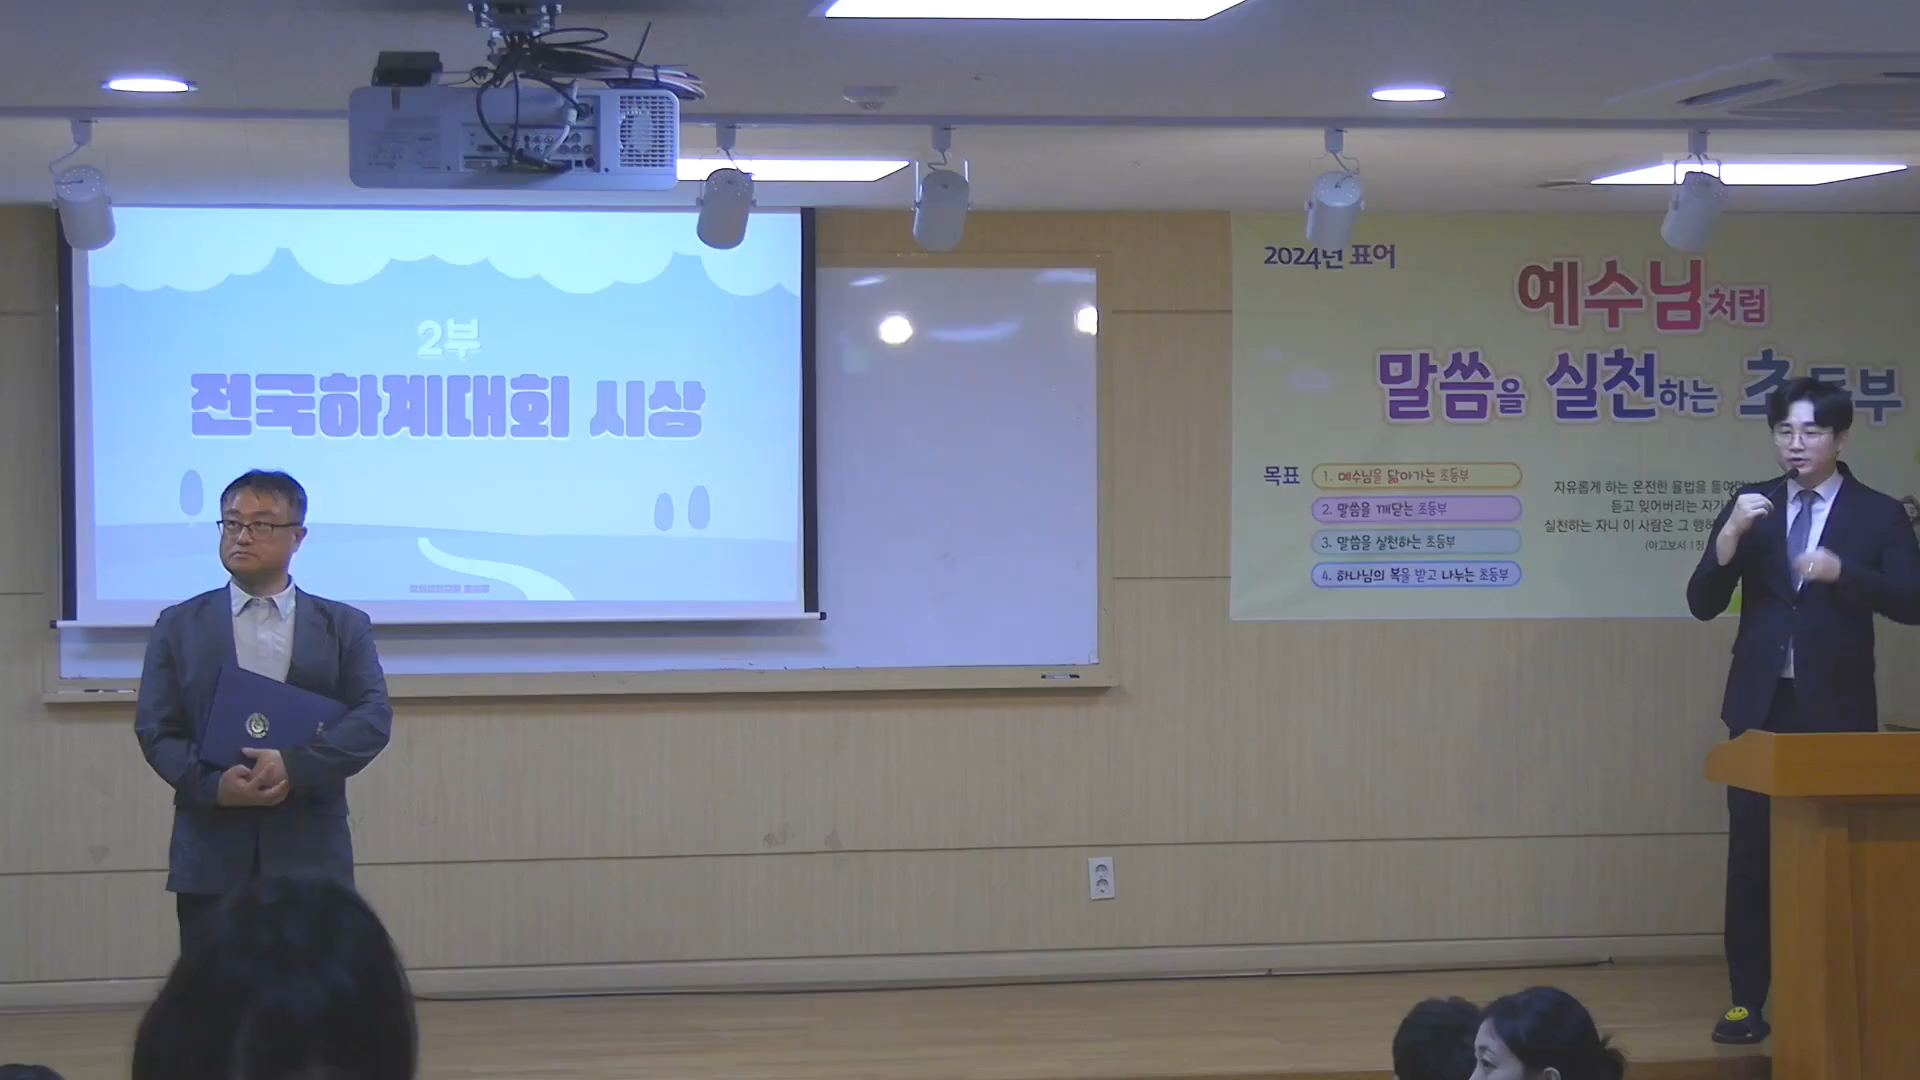 2부
전국하계대회 시상
2024년 표어
예수님처럼
말씀을 실천하는 초등부
목표
1. 예수님을 닮아가는 초등부
2. 말씀을 깨닫는 초등부
3. 말씀을 실천하는 초등부
4. 하나님의 복을 받고 나누는 초등부
자유롭게 하는 온전한 율법을
듣고 잊어버리는 자가
실천하는 자니 이 사람은 그
(야고보서 1장